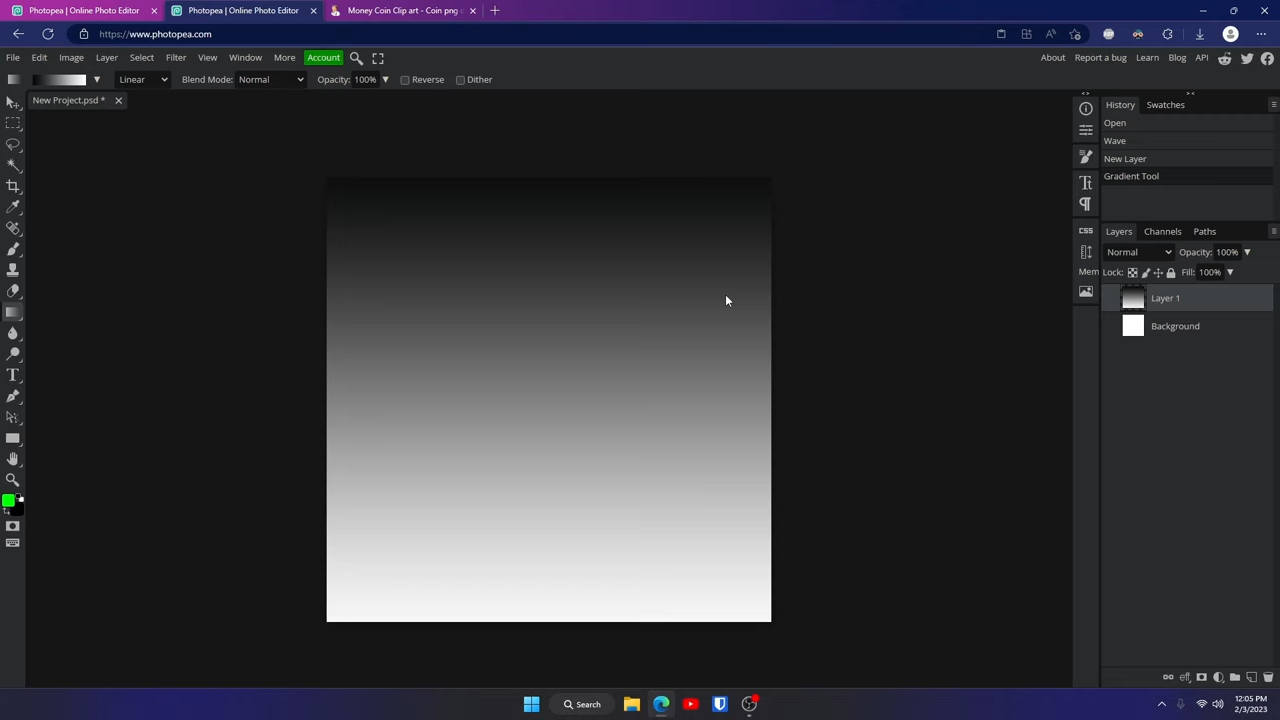 Photopea | Online Photo Editor
Photopea | Online Photo Editor
Money Coin Clip art - Coin png
https://www.photopea.com
File Edit Image Layer Select Filter View Window More Account
About Report a bug Learn Blog API
Linear Blend Mode: Normal Opacity: 100% Reverse Dither
New Project.psd *
History Swatches
Open
Wave
New Layer
Gradient Tool
Layers Channels Paths
Normal Opacity: 100%
Lock: Fill: 100%
Layer 1
Background
CSS
Mem
Search
12:05 PM
2/3/2023